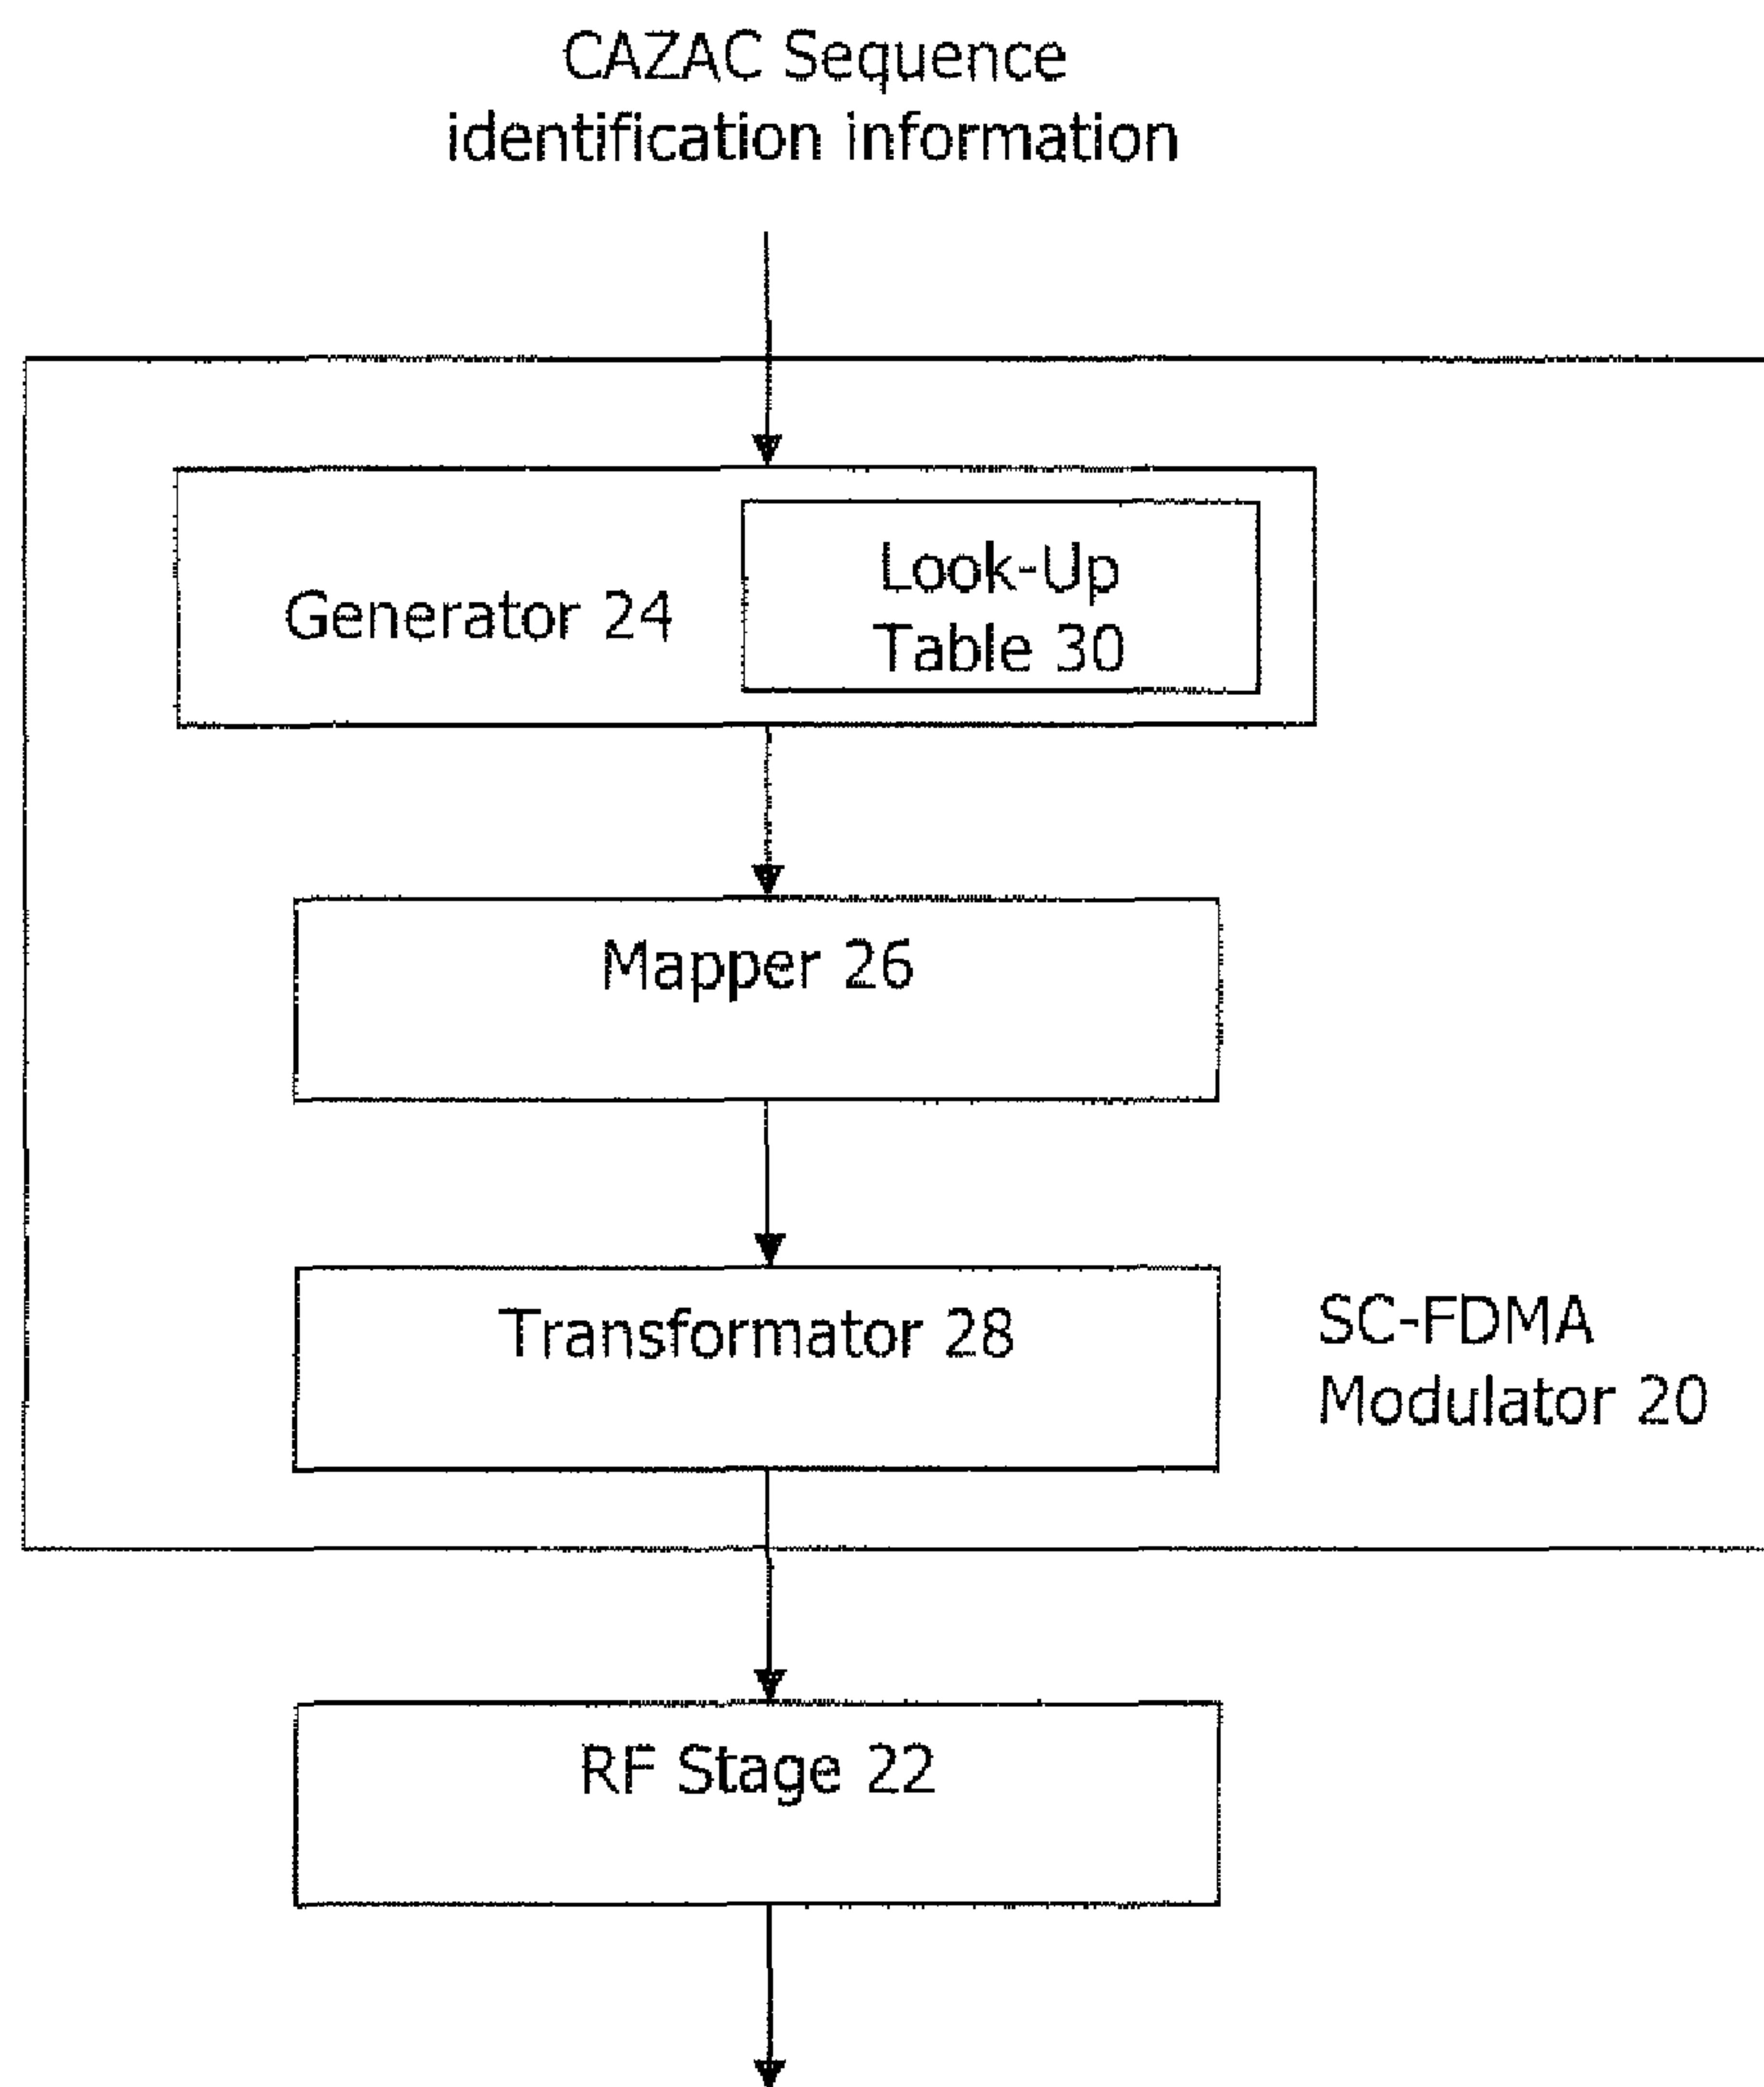 CAZAC Sequence
identification information
Look-Up
Generator 24
Table 30
Mapper 26
Transformator 28
SC-FDMA
Modulator 20
RF Stage 22